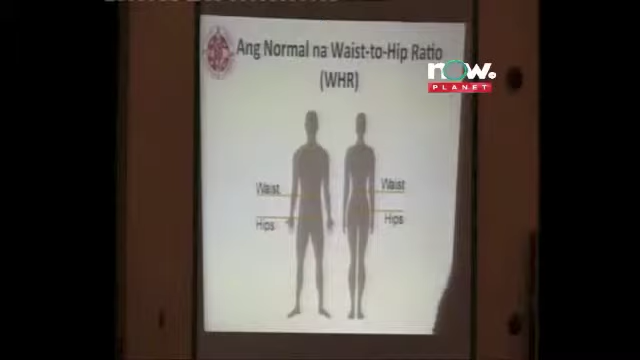 Ang Normal na Waist-to-Hip Ratio
(WHR)
now.
PLANET
Waist
Waist
Hips
Hips